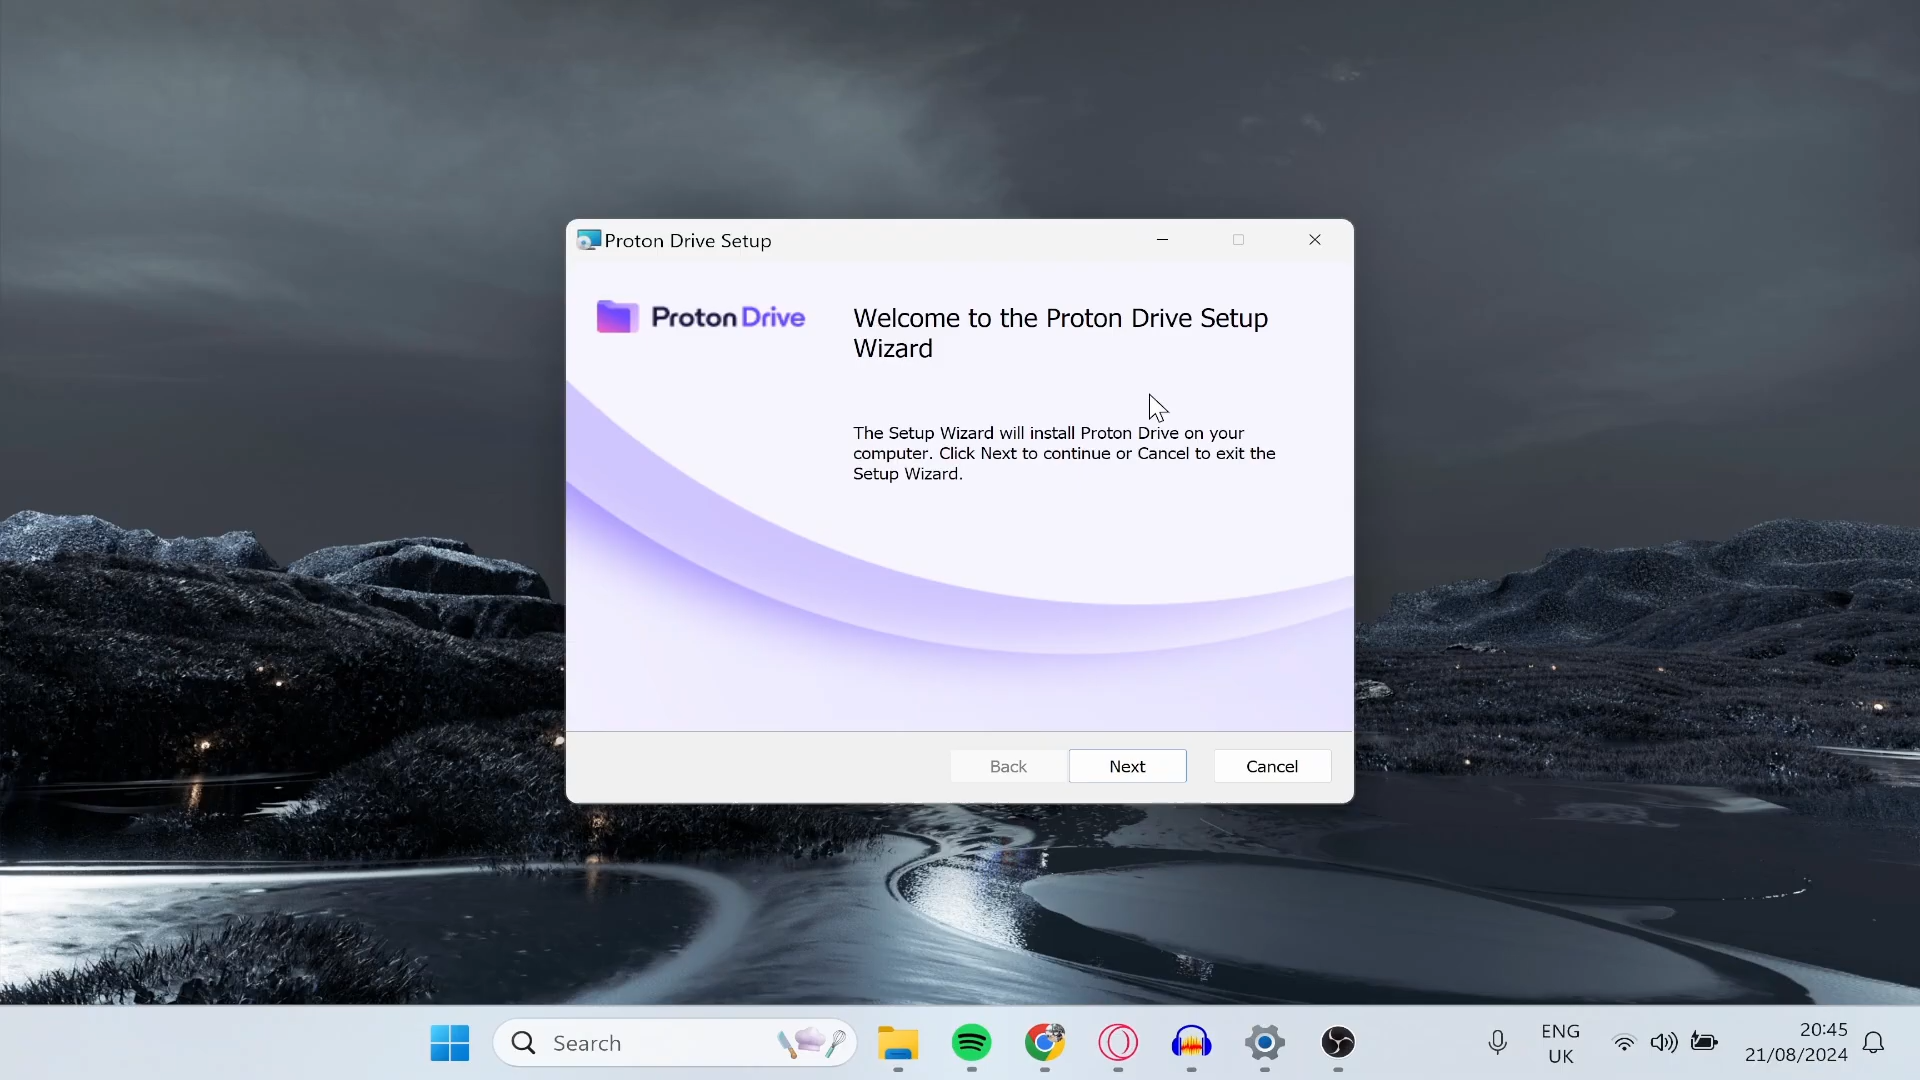 Proton Drive Setup
Proton Drive
Welcome to the Proton Drive Setup
Wizard
The Setup Wizard will install Proton Drive on your
computer. Click Next to continue or Cancel to exit the
Setup Wizard.
Back
Next
Cancel
Search
ENG
UK
20:45
21/08/2024